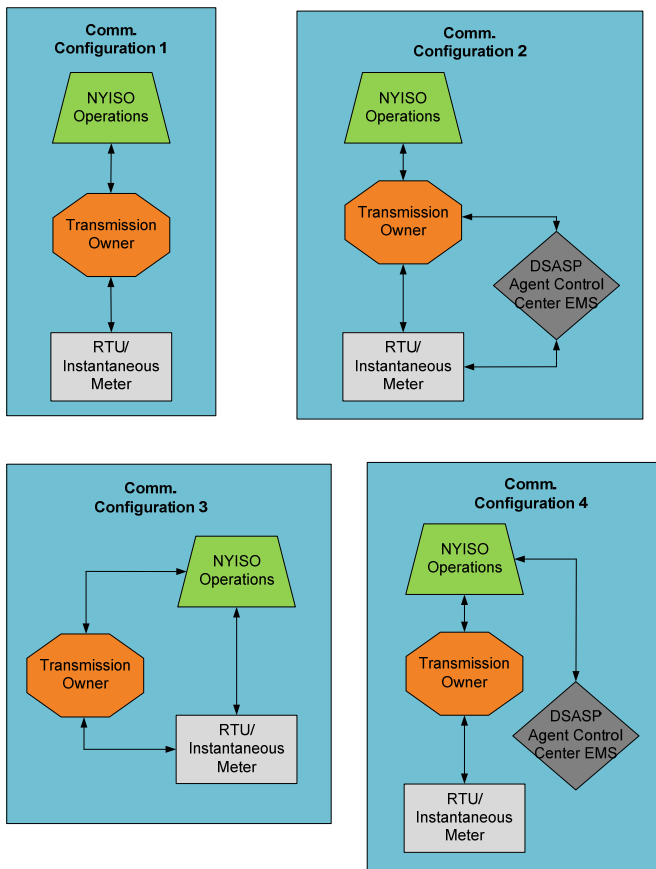 Comm.
Configuration 1
NYISO
Operations
Transmission
Owner
RTU/
Instantaneous
Meter
Comm.
Configuration 2
NYISO
Operations
Transmission
Owner
DSASP
Agent Control
Center EMS
RTU/
Instantaneous
Meter
Comm.
Configuration 3
NYISO
Operations
Transmission
Owner
RTU/
Instantaneous
Meter
Comm.
Configuration 4
NYISO
Operations
Transmission
Owner
DSASP
Agent Control
Center EMS
RTU/
Instantaneous
Meter